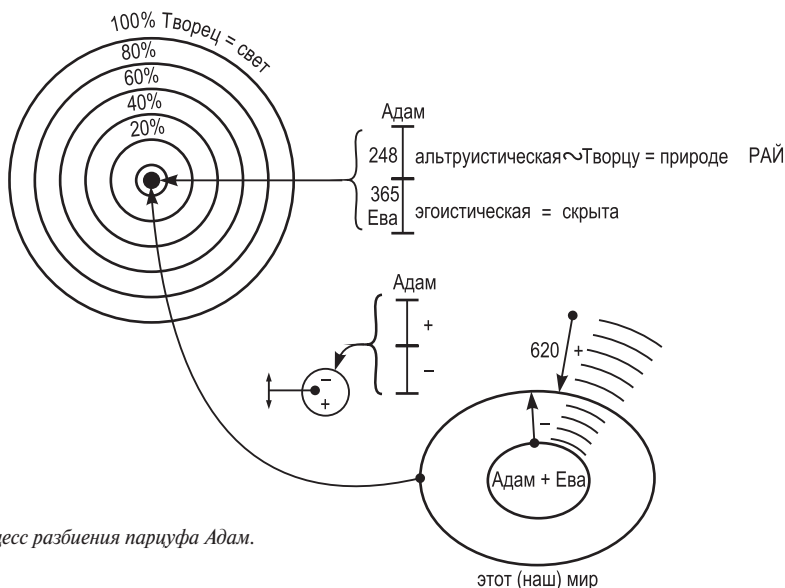 100% Творец = свет
80%
60%
40%
20%
Адам
248 альтруистическая ~ Творцу = природе РАЙ
365
Ева эгоистическая = скрыта
Адам
+
–
–
+
620 +
–
Адам + Ева
разбиения парцуфа Адам.
этот (наш) мир